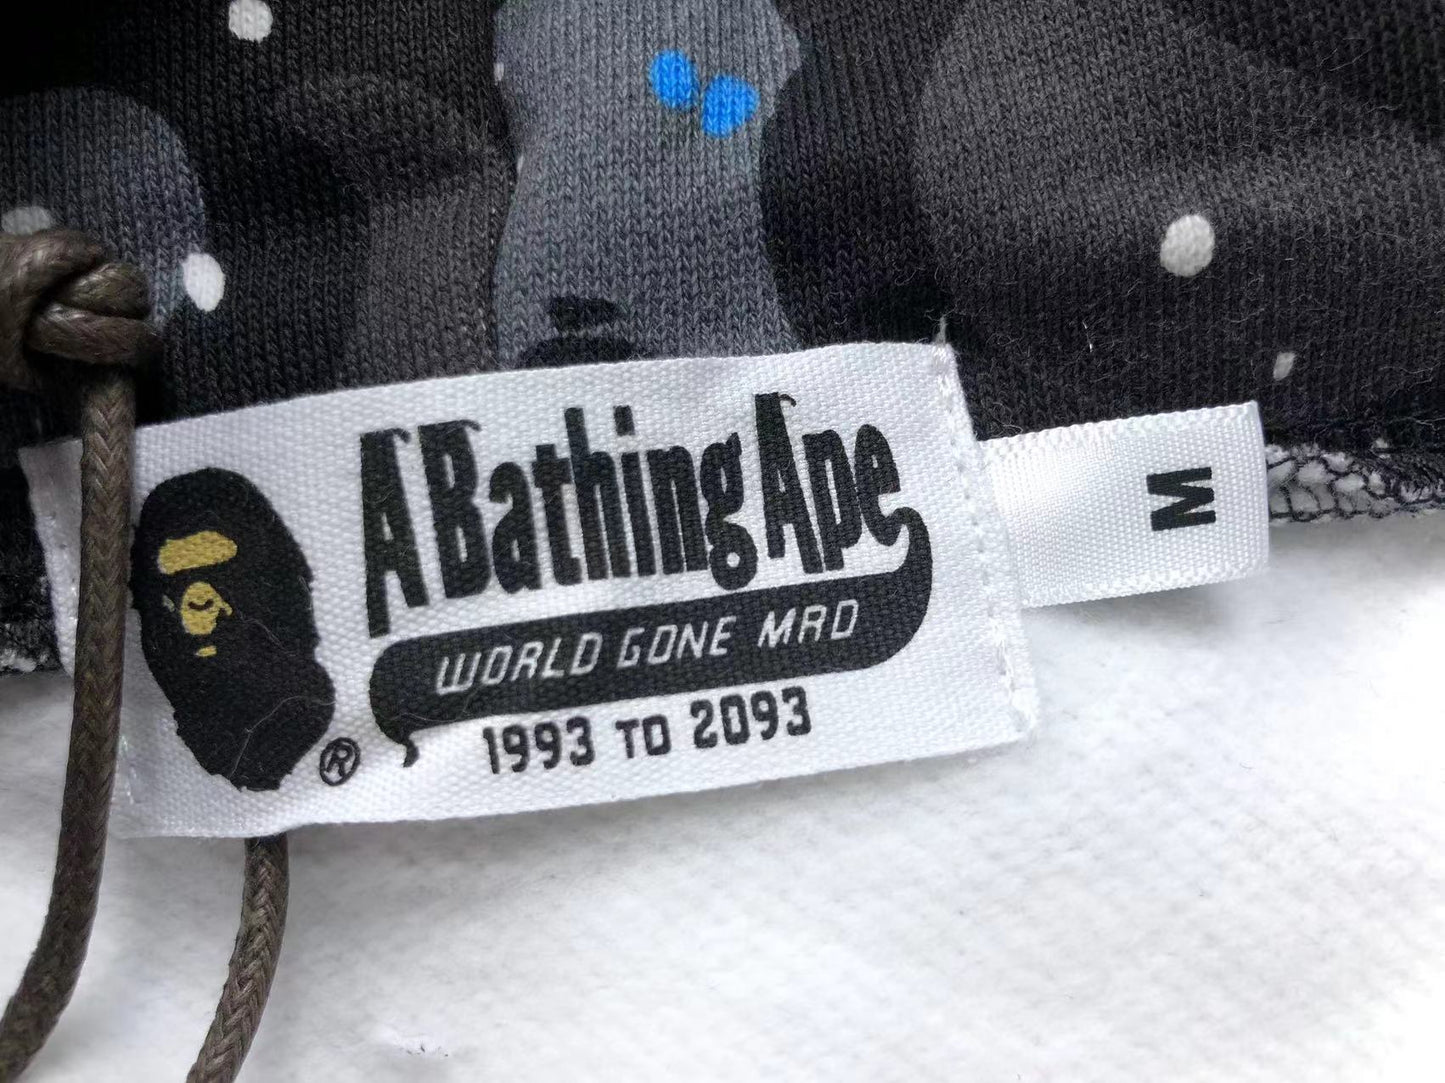 A Bathing Ape
WORLD GONE MAD
1993 TO 2093
®
M